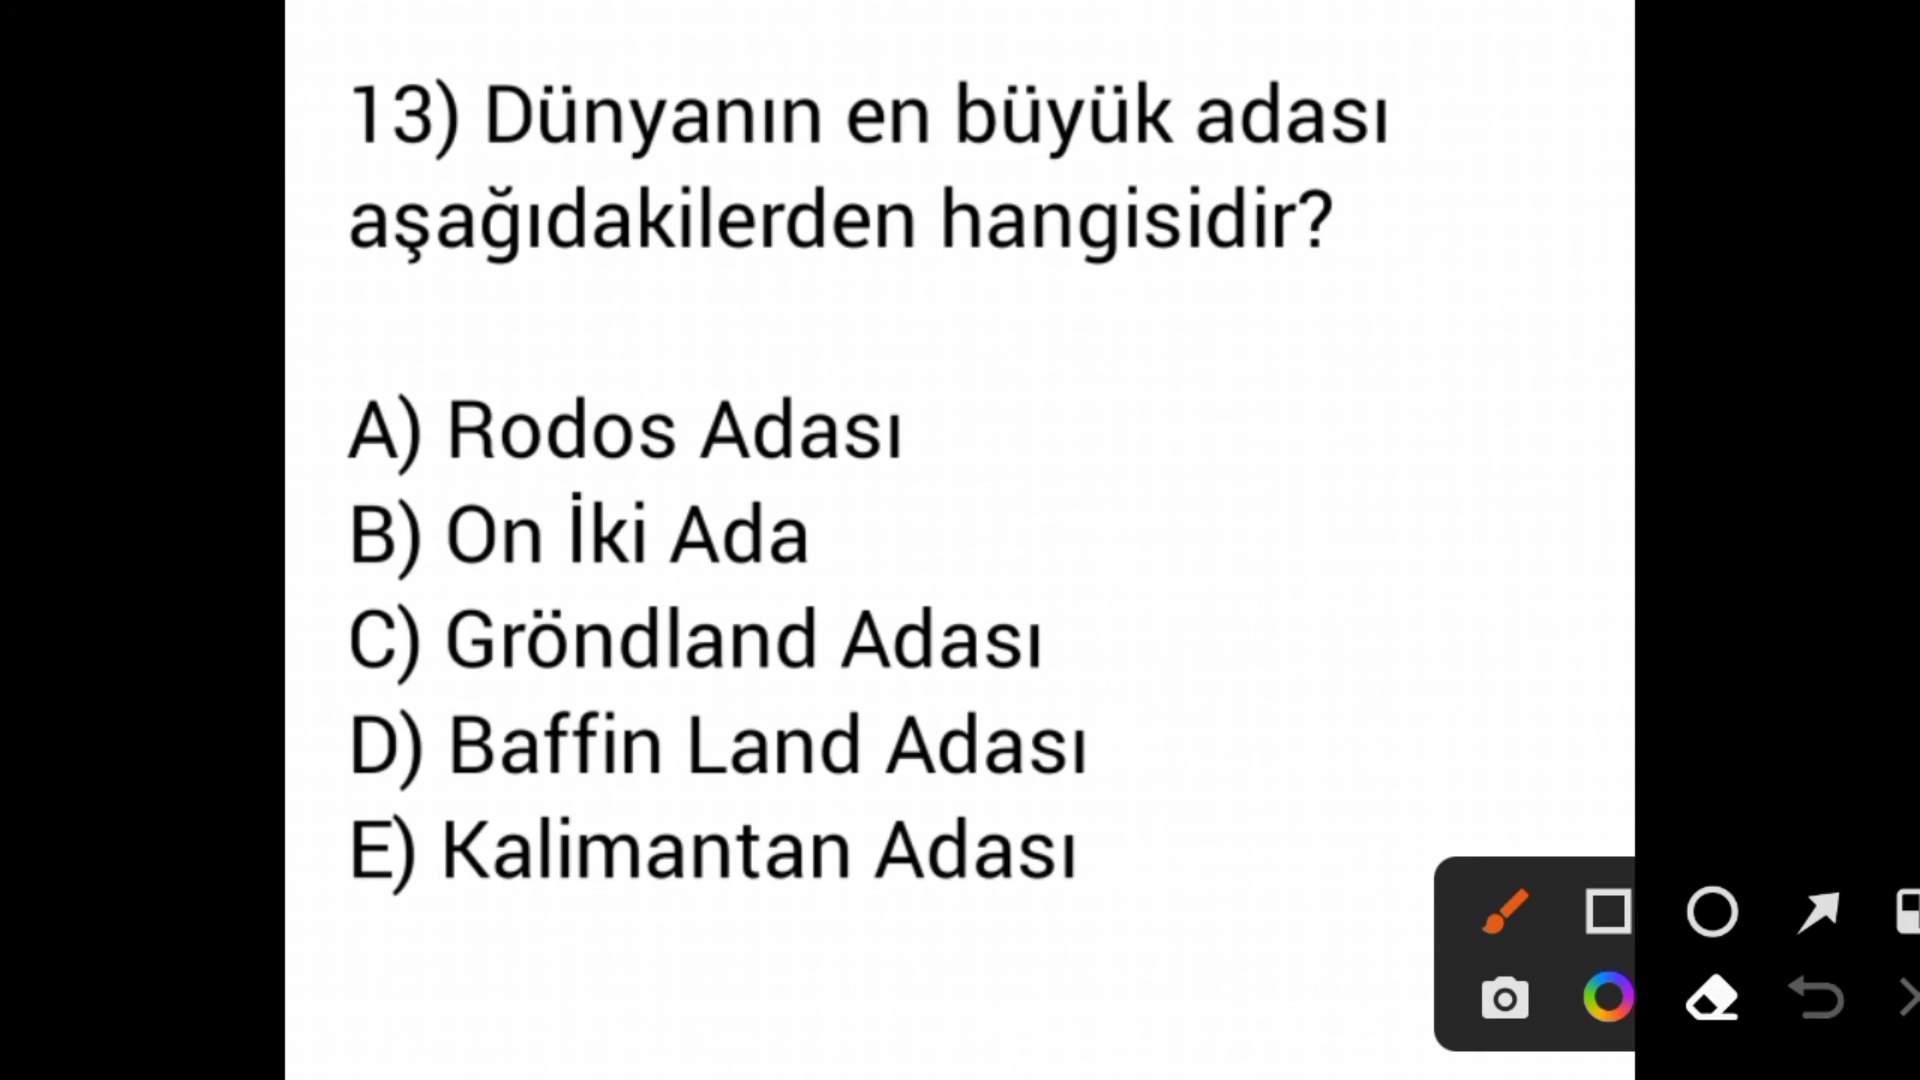 13) Dünyanın en büyük adası
aşağıdakilerden hangisidir?
A) Rodos Adası
B) On İki Ada
C) Gröndland Adası
D) Baffin Land Adası
E) Kalimantan Adası